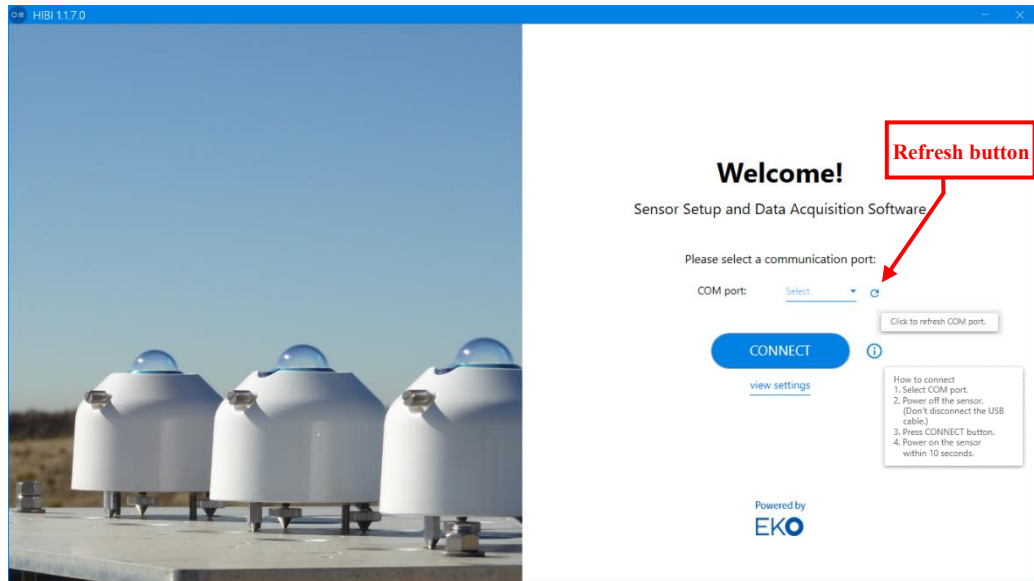 HIBI 1.1.7.0
Refresh button
Welcome!
Sensor Setup and Data Acquisition Software
Please select a communication port:
COM port:
Select
Click to refresh COM port.
CONNECT
view settings
How to connect
1. Select COM port.
2. Power off the sensor.
(Don't disconnect the USB
cable.)
3. Press CONNECT button.
4. Power on the sensor
within 10 seconds.
Powered by
EKO